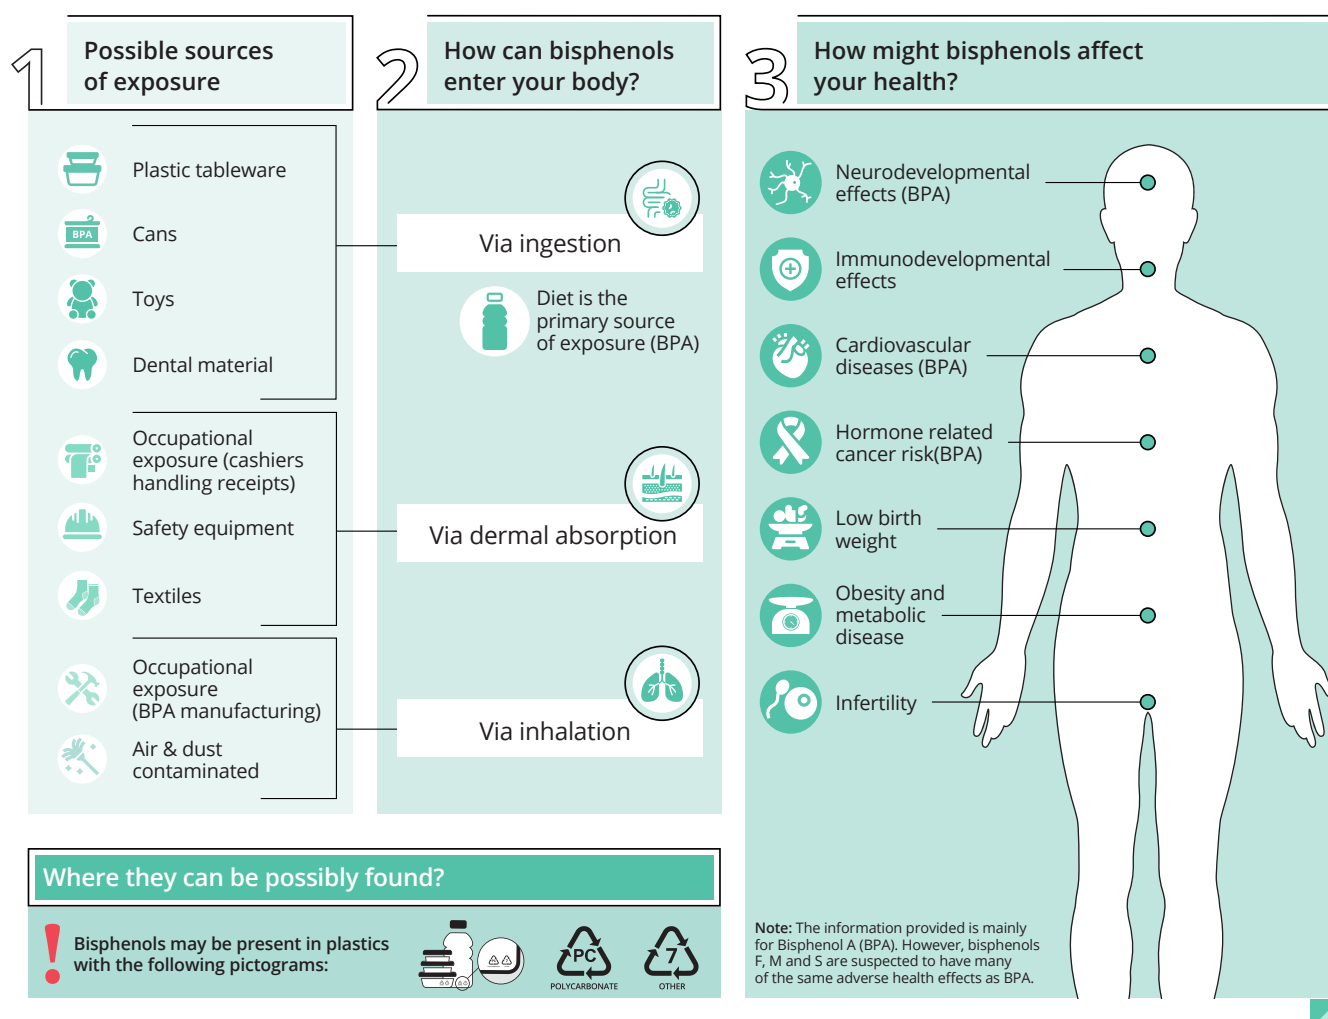 1
Possible sources
of exposure
Plastic tableware
BPA
Cans
Toys
Dental material
Occupational
exposure (cashiers
handling receipts)
Safety equipment
Textiles
Occupational
exposure
(BPA manufacturing)
Air & dust
contaminated
2
How can bisphenols
enter your body?
Via ingestion
Diet is the
primary source
of exposure (BPA)
Via dermal absorption
Via inhalation
3
How might bisphenols affect
your health?
Neurodevelopmental
effects (BPA)
Immunodevelopmental
effects
Cardiovascular
diseases (BPA)
Hormone related
cancer risk(BPA)
Low birth
weight
Obesity and
metabolic
disease
Infertility
Note: The information provided is mainly
for Bisphenol A (BPA). However, bisphenols
F, M and S are suspected to have many
of the same adverse health effects as BPA.
Where they can be possibly found?
Bisphenols may be present in plastics
with the following pictograms:
PC
POLYCARBONATE
7
OTHER